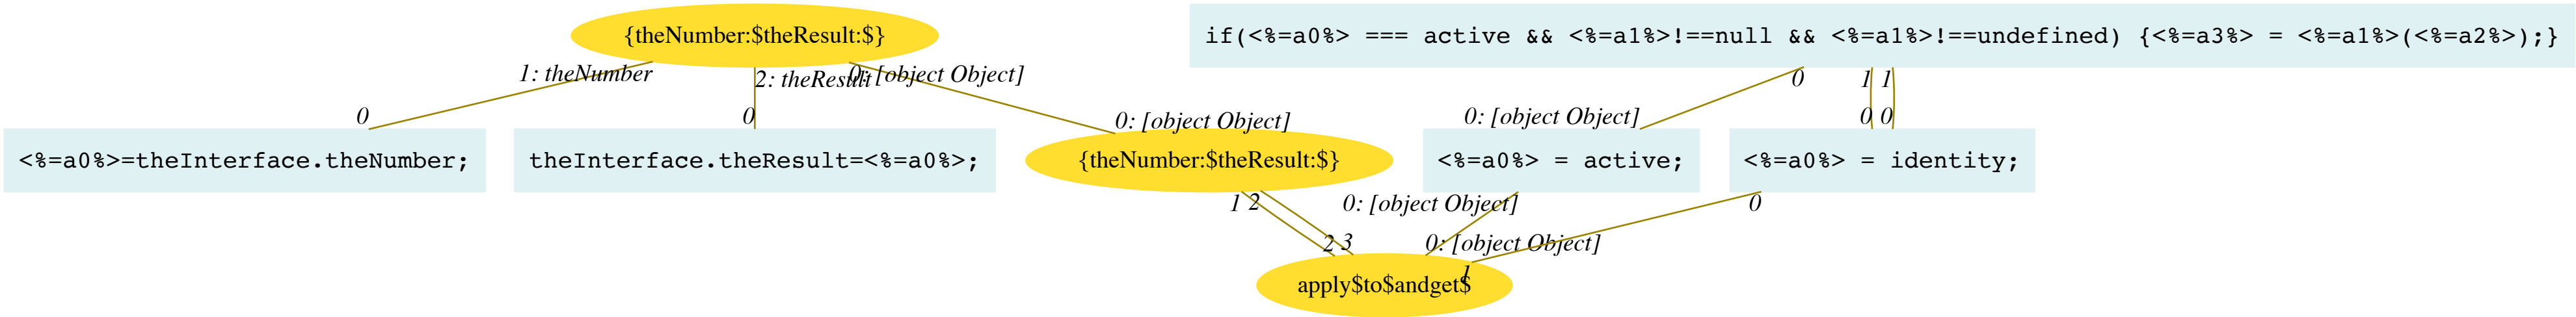 {theNumber:$theResult:$}
if(<%=a0%> === active && <%=a1%>!==null && <%=a1%>!==undefined) {<%=a3%> = <%=a1%>(<%=a2%>);}
1: theNumber
2: theResult
0: [object Object]
0
1
1
0
0
0: [object Object]
0: [object Object]
0
0
<%=a0%>=theInterface.theNumber;
theInterface.theResult=<%=a0%>;
{theNumber:$theResult:$}
<%=a0%> = active;
<%=a0%> = identity;
1
2
0: [object Object]
0
2
3
0: [object Object]
1
apply$to$andget$